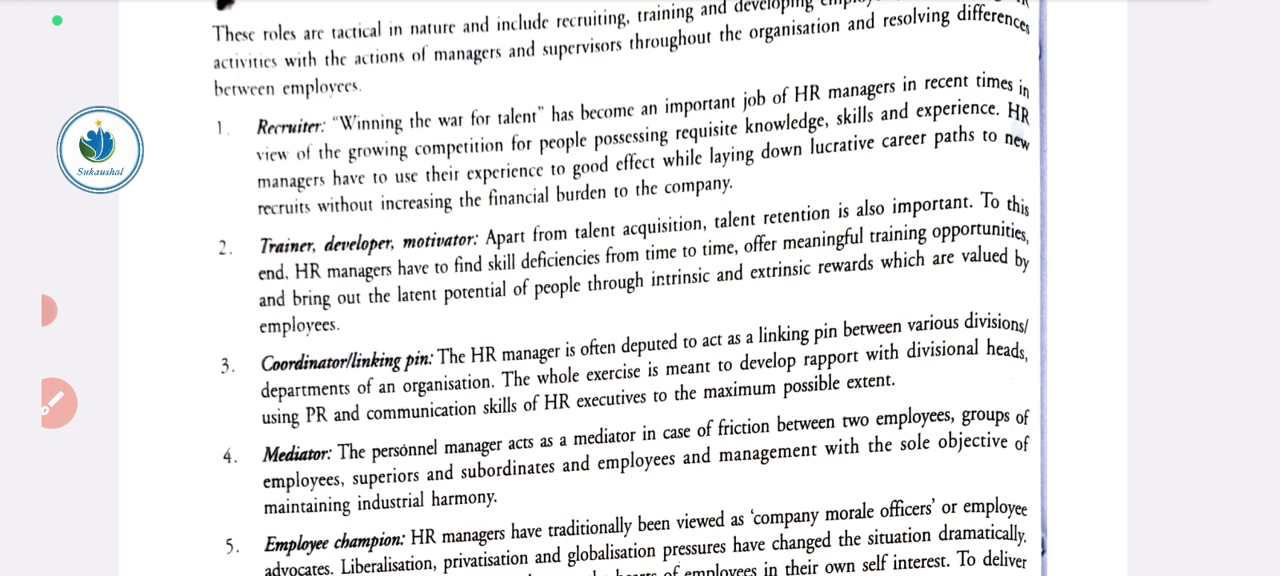 These roles are tactical in nature and include recruiting, training and developing
activities with the actions of managers and supervisors throughout the organisation and resolving differences
between employees.
1. Recruiter: "Winning the war for talent" has become an important job of HR managers in recent times in
view of the growing competition for people possessing requisite knowledge, skills and experience. HR
managers have to use their experience to good effect while laying down lucrative career paths to new
recruits without increasing the financial burden to the company.
2. Trainer, developer, motivator: Apart from talent acquisition, talent retention is also important. To this
end, HR managers have to find skill deficiencies from time to time, offer meaningful training opportunities,
and bring out the latent potential of people through intrinsic and extrinsic rewards which are valued by
employees.
3. Coordinator/linking pin: The HR manager is often deputed to act as a linking pin between various divisions/
departments of an organisation. The whole exercise is meant to develop rapport with divisional heads,
using PR and communication skills of HR executives to the maximum possible extent.
4. Mediator: The personnel manager acts as a mediator in case of friction between two employees, groups of
employees, superiors and subordinates and employees and management with the sole objective of
maintaining industrial harmony.
5. Employee champion: HR managers have traditionally been viewed as 'company morale officers' or employee
advocates. Liberalisation, privatisation and globalisation pressures have changed the situation dramatically.
of employees in their own self interest. To deliver
Sukaushal